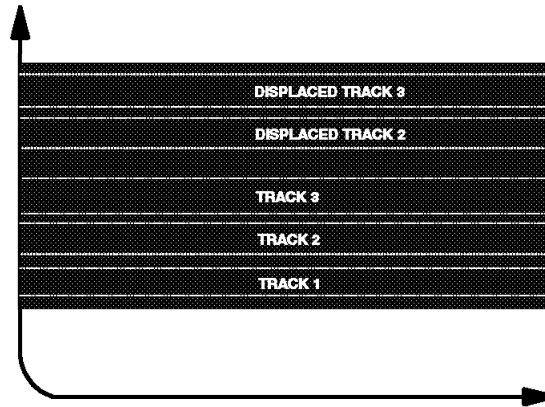 DISPLACED TRACK 3
DISPLACED TRACK 2
TRACK 3
TRACK 2
TRACK 1